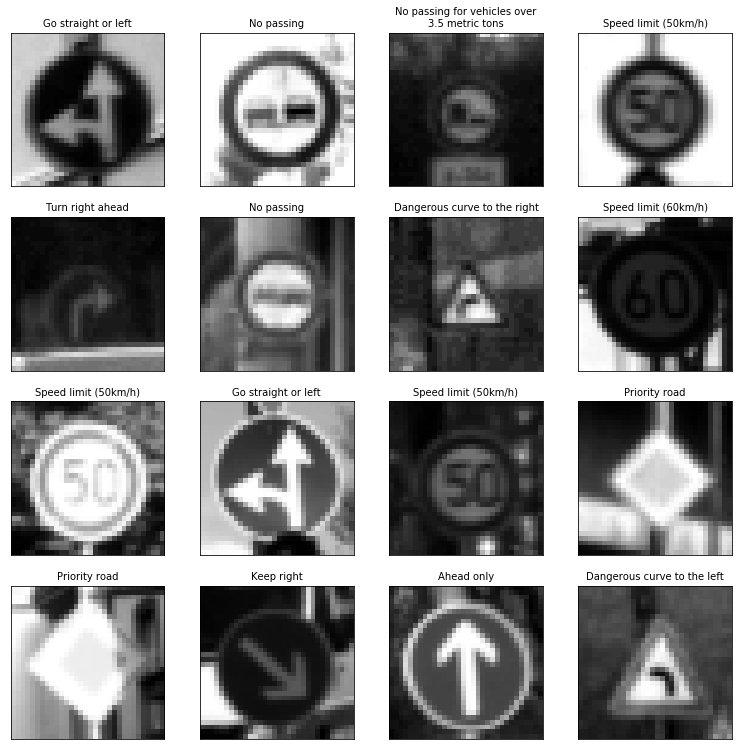 Go straight or left
No passing
No passing for vehicles over
3.5 metric tons
Speed limit (50km/h)
50
Turn right ahead
No passing
Dangerous curve to the right
Speed limit (60km/h)
60
Speed limit (50km/h)
Go straight or left
Speed limit (50km/h)
Priority road
50
50
Priority road
Keep right
Ahead only
Dangerous curve to the left